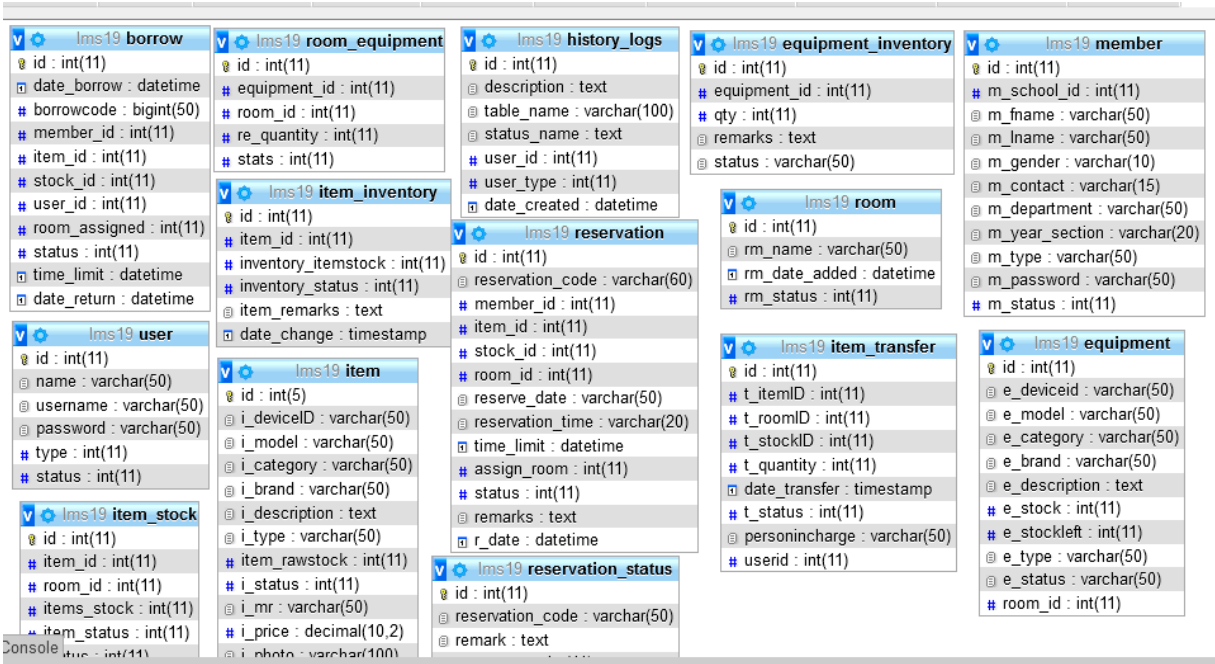 lms19 borrow
id : int(11)
date_borrow : datetime
borrowcode : bigint(50)
member_id : int(11)
item_id : int(11)
stock_id : int(11)
user_id : int(11)
room_assigned : int(11)
status : int(11)
time_limit : datetime
date_return : datetime
lms19 user
id : int(11)
name : varchar(50)
username : varchar(50)
password : varchar(50)
type : int(11)
status : int(11)
lms19 item_stock
id : int(11)
item_id : int(11)
room_id : int(11)
items_stock : int(11)
item_status : int(11)
Console
lms19 room_equipment
id : int(11)
equipment_id : int(11)
room_id : int(11)
re_quantity : int(11)
stats : int(11)
lms19 item_inventory
id : int(11)
item_id : int(11)
inventory_itemstock : int(11)
inventory_status : int(11)
item_remarks : text
date_change : timestamp
lms19 item
id : int(5)
i_deviceID : varchar(50)
i_model : varchar(50)
i_category : varchar(50)
i_brand : varchar(50)
i_description : text
i_type : varchar(50)
item_rawstock : int(11)
i_status : int(11)
i_mr : varchar(50)
i_price : decimal(10,2)
i_photo : varchar(100)
lms19 history_logs
id : int(11)
description : text
table_name : varchar(100)
status_name : text
user_id : int(11)
user_type : int(11)
date_created : datetime
lms19 reservation
id : int(11)
reservation_code : varchar(60)
member_id : int(11)
item_id : int(11)
stock_id : int(11)
room_id : int(11)
reserve_date : varchar(50)
reservation_time : varchar(20)
time_limit : datetime
assign_room : int(11)
status : int(11)
remarks : text
r_date : datetime
lms19 reservation_status
id : int(11)
reservation_code : varchar(50)
remark : text
lms19 equipment_inventory
id : int(11)
equipment_id : int(11)
qty : int(11)
remarks : text
status : varchar(50)
lms19 room
id : int(11)
rm_name : varchar(50)
rm_date_added : datetime
rm_status : int(11)
lms19 item_transfer
id : int(11)
t_itemID : int(11)
t_roomID : int(11)
t_stockID : int(11)
t_quantity : int(11)
date_transfer : timestamp
t_status : int(11)
personincharge : varchar(50)
userid : int(11)
lms19 member
id : int(11)
m_school_id : int(11)
m_fname : varchar(50)
m_lname : varchar(50)
m_gender : varchar(10)
m_contact : varchar(15)
m_department : varchar(50)
m_year_section : varchar(20)
m_type : varchar(50)
m_password : varchar(50)
m_status : int(11)
lms19 equipment
id : int(11)
e_deviceid : varchar(50)
e_model : varchar(50)
e_category : varchar(50)
e_brand : varchar(50)
e_description : text
e_stock : int(11)
e_stockleft : int(11)
e_type : varchar(50)
e_status : varchar(50)
room_id : int(11)